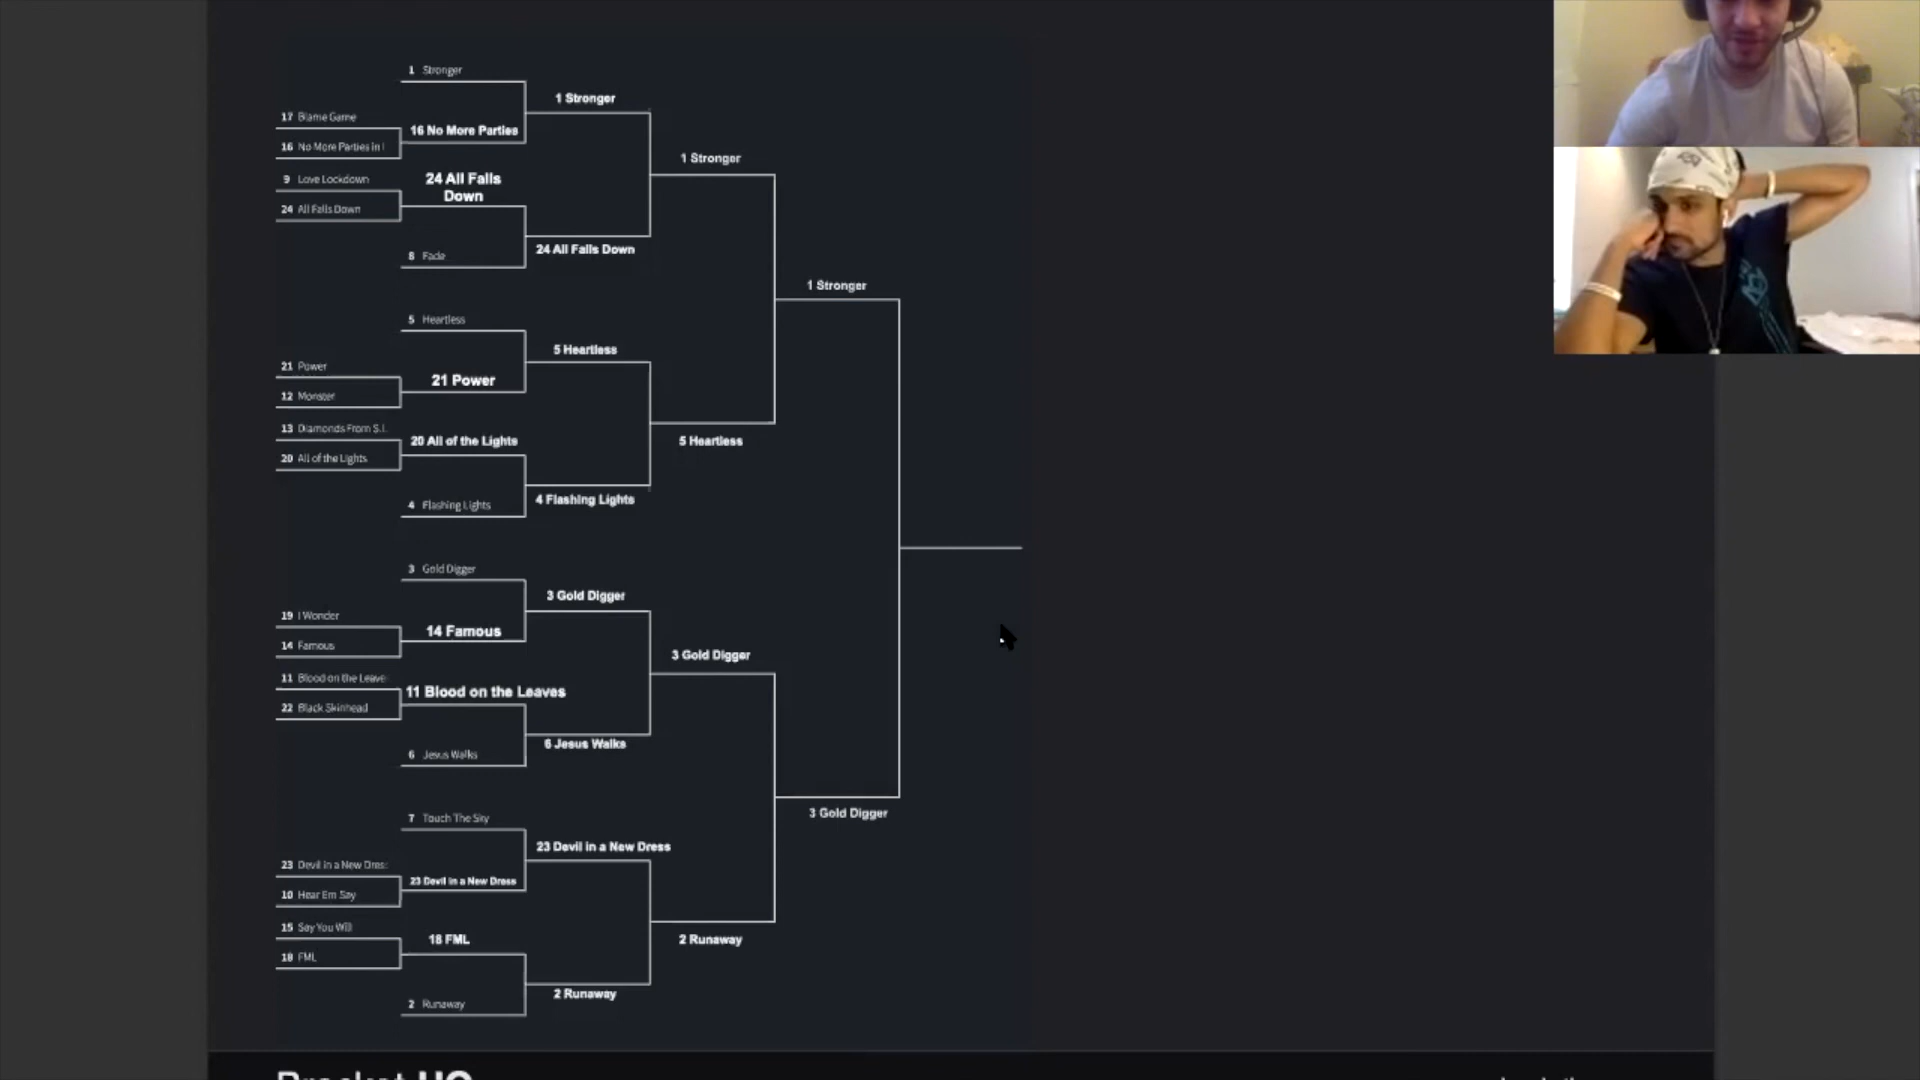 1 Stronger
1 Stronger
17 Blame Game
16 No More Parties
16 No More Parties in
1 Stronger
9 Love Lockdown
24 All Falls
Down
24 All Falls Down
24 All Falls Down
8 Fade
1 Stronger
5 Heartless
5 Heartless
21 Power
21 Power
12 Monster
13 Diamonds From S.L
20 All of the Lights
5 Heartless
20 All of the Lights
4 Flashing Lights
4 Flashing Lights
3 Gold Digger
3 Gold Digger
19 I Wonder
14 Famous
14 Famous
3 Gold Digger
11 Blood on the Leave
11 Blood on the Leaves
22 Black Skinhead
6 Jesus Walks
6 Jesus Walks
3 Gold Digger
7 Touch The Sky
23 Devil in a New Dress
23 Devil in a New Dres
23 Devil in a New Dress
10 Hear Em Say
15 Say You Will
18 FML
2 Runaway
18 FML
2 Runaway
2 Runaway
Bracket HQ